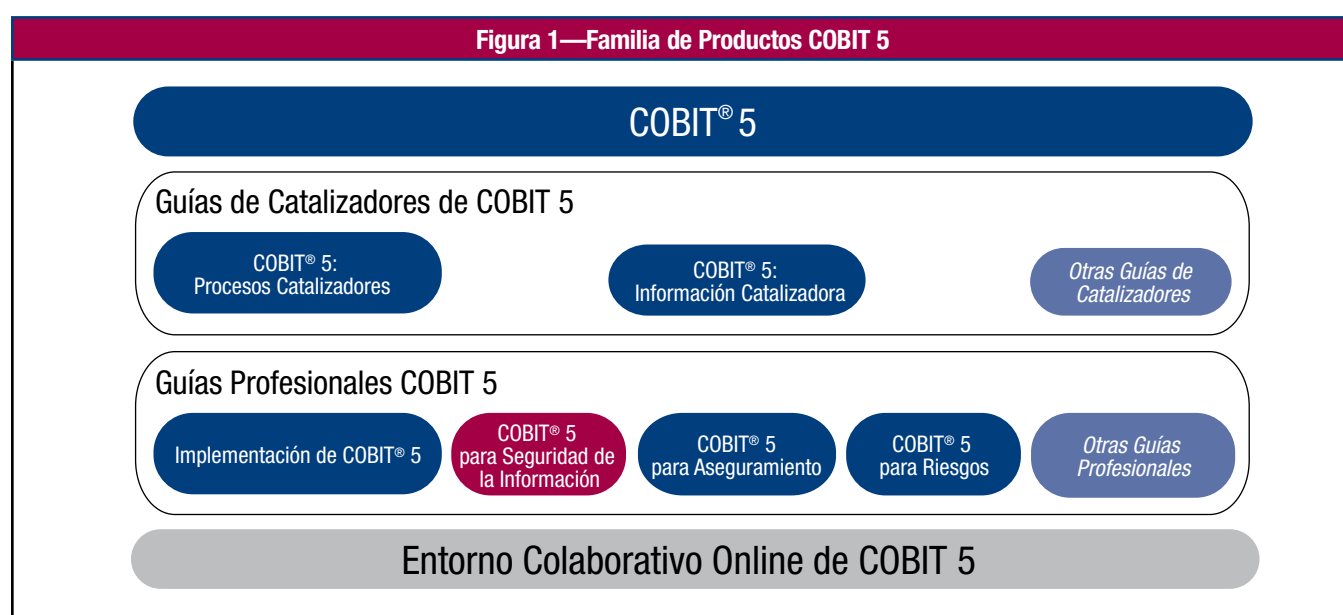 Figura 1—Familia de Productos COBIT 5
COBIT® 5
Guías de Catalizadores de COBIT 5
COBIT® 5:
Procesos Catalizadores
COBIT® 5:
Información Catalizadora
Otras Guías de
Catalizadores
Guías Profesionales COBIT 5
Implementación de COBIT® 5
COBIT® 5
para Seguridad de
la Información
COBIT® 5
para Aseguramiento
COBIT® 5
para Riesgos
Otras Guías
Profesionales
Entorno Colaborativo Online de COBIT 5